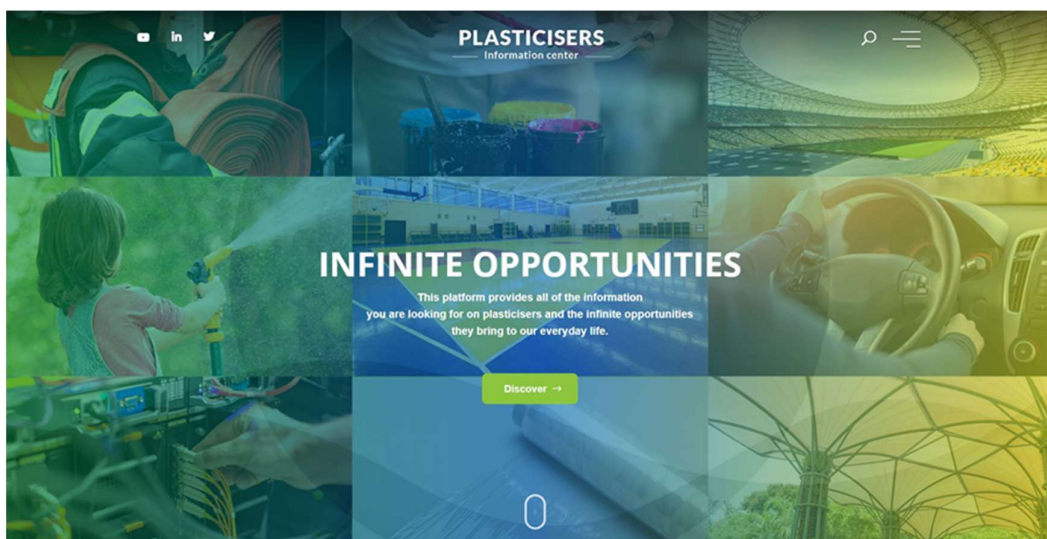 PLASTICISERS
Information center
INFINITE OPPORTUNITIES
This platform provides all of the information
you are looking for on plasticisers and the infinite opportunities
they bring to our everyday life.
Discover →